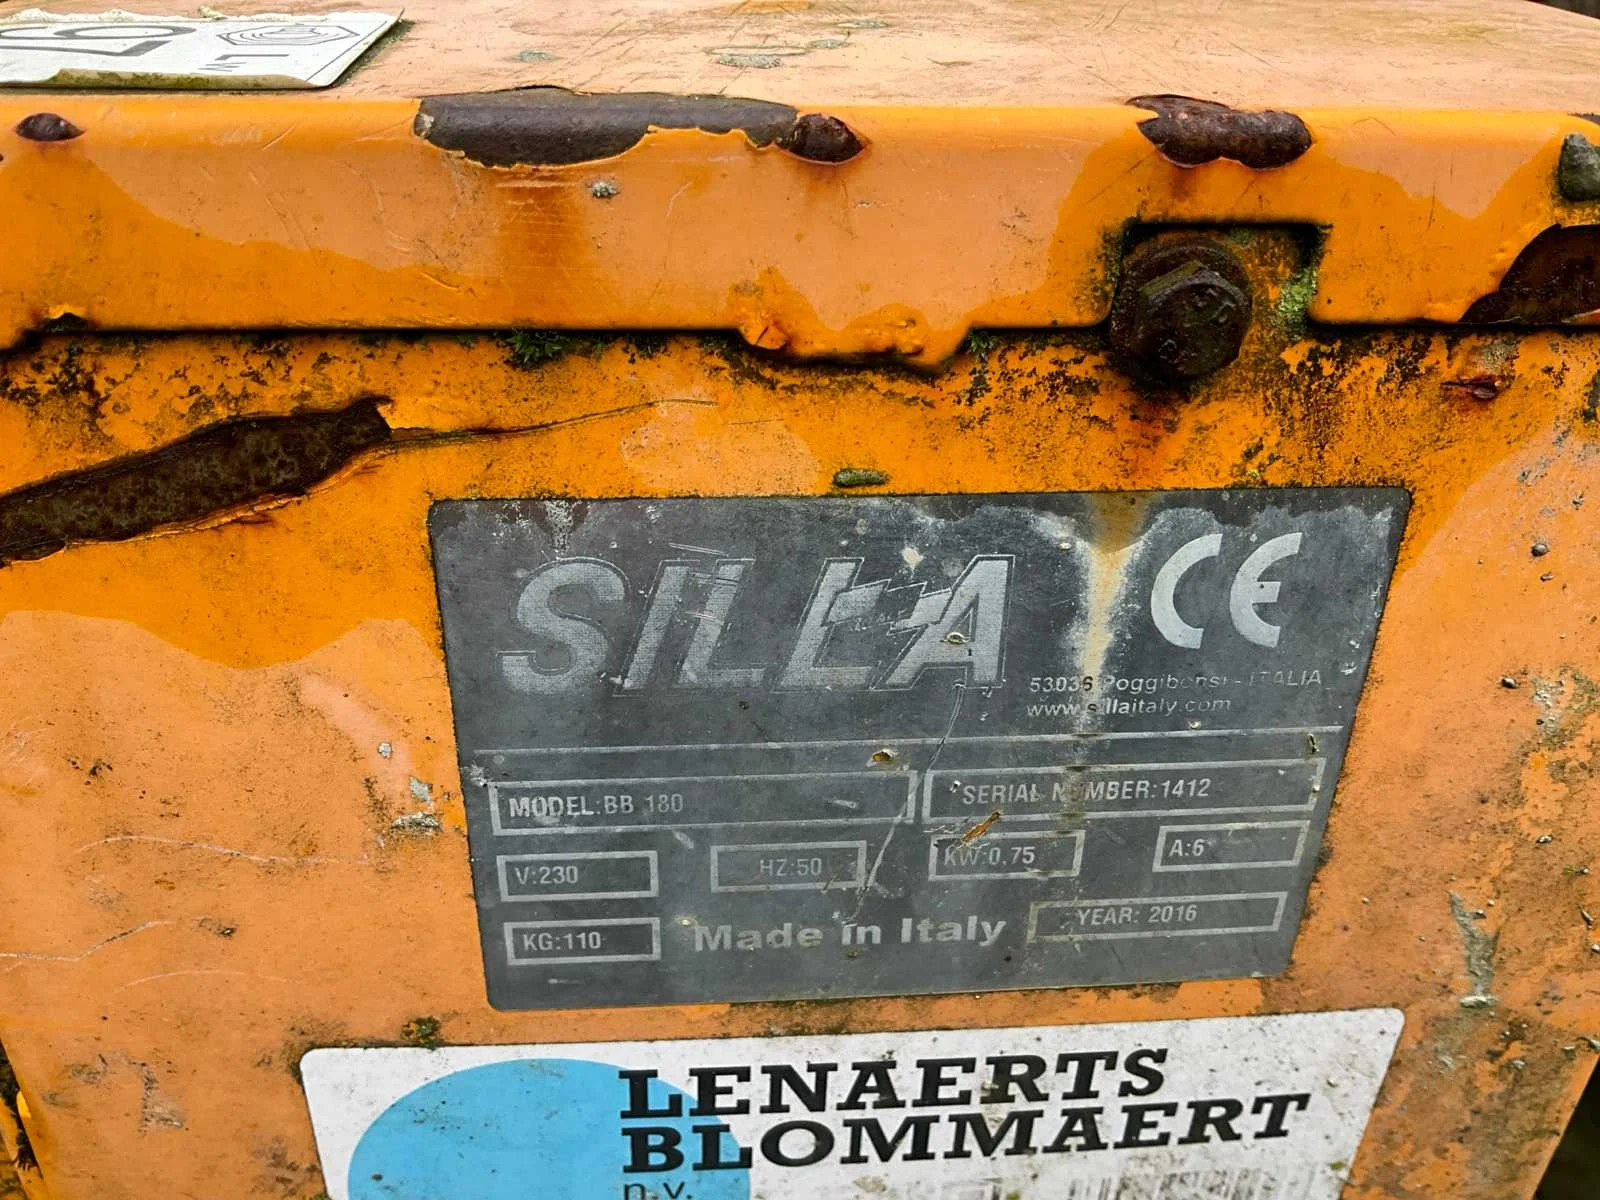 SILLA CE
53036 Poggibonsi - ITALIA
www.sillaitaly.com
MODEL:BB 180 SERIAL NUMBER:1412
V:230 HZ:50 KW:0.75 A:6
KG:110 Made in Italy YEAR: 2016
LENAERTS
BLOMMAERT
n.v.